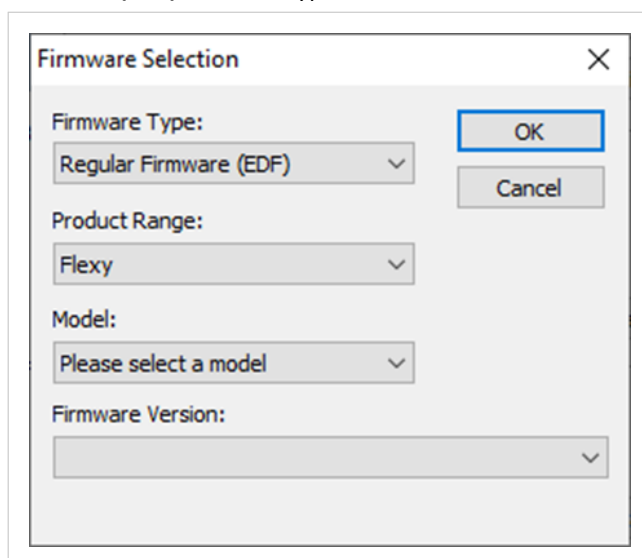 Firmware Selection
Firmware Type:
OK
Regular Firmware (EDF)
Cancel
Product Range:
Flexy
Model:
Please select a model
Firmware Version: